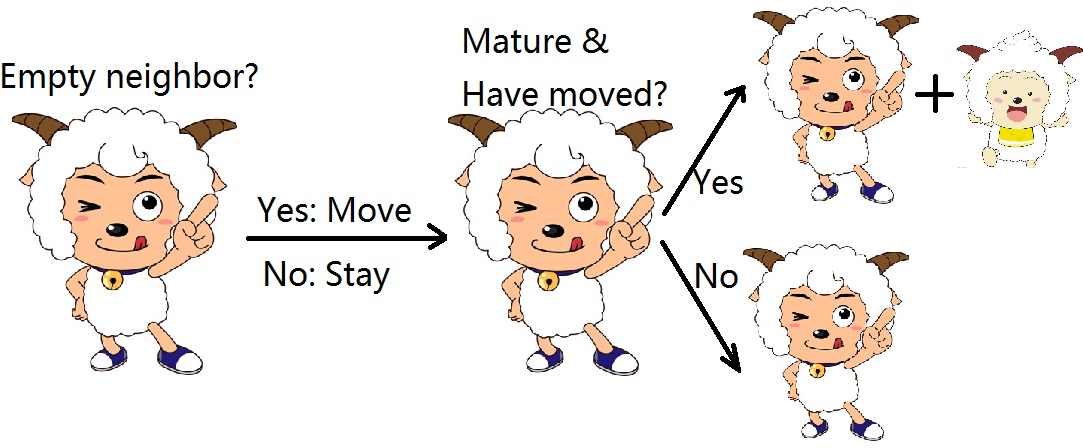 Empty neighbor?
Yes: Move
No: Stay
Mature &
Have moved?
Yes
No